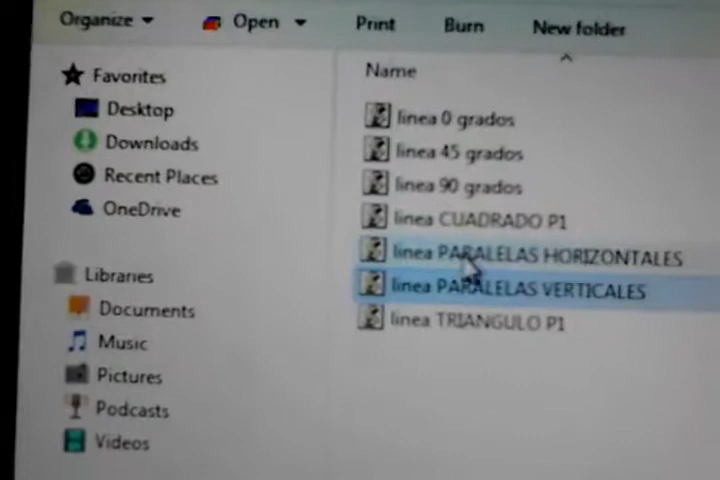 Organize Open Print Burn New folder
Favorites
Desktop
Downloads
Recent Places
OneDrive
Libraries
Documents
Music
Pictures
Podcasts
Videos
Name
linea 0 grados
linea 45 grados
linea 90 grados
linea CUADRADO P1
linea PARALELAS HORIZONTALES
linea PARALELAS VERTICALES
linea TRIANGULO P1